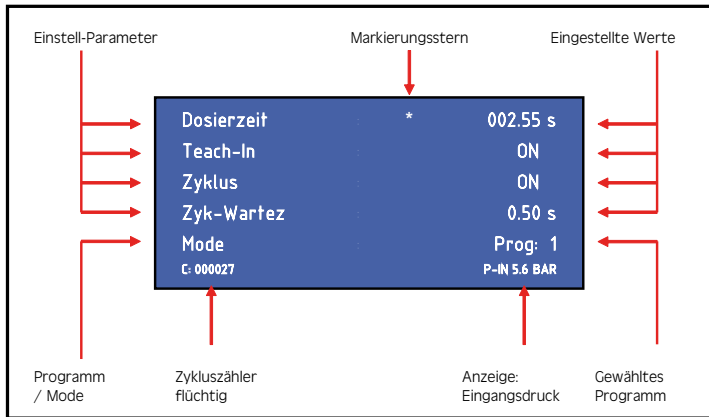 Einstell-Parameter Markierungsstern Eingestellte Werte
Dosierzeit : * 002.55 s
Teach-In : ON
Zyklus : ON
Zyk-Wartez : 0.50 s
Mode : Prog: 1
C: 000027 P-IN 5.6 BAR
Programm
/ Mode
Zykluszähler
flüchtig
Anzeige:
Eingangsdruck
Gewähltes
Programm